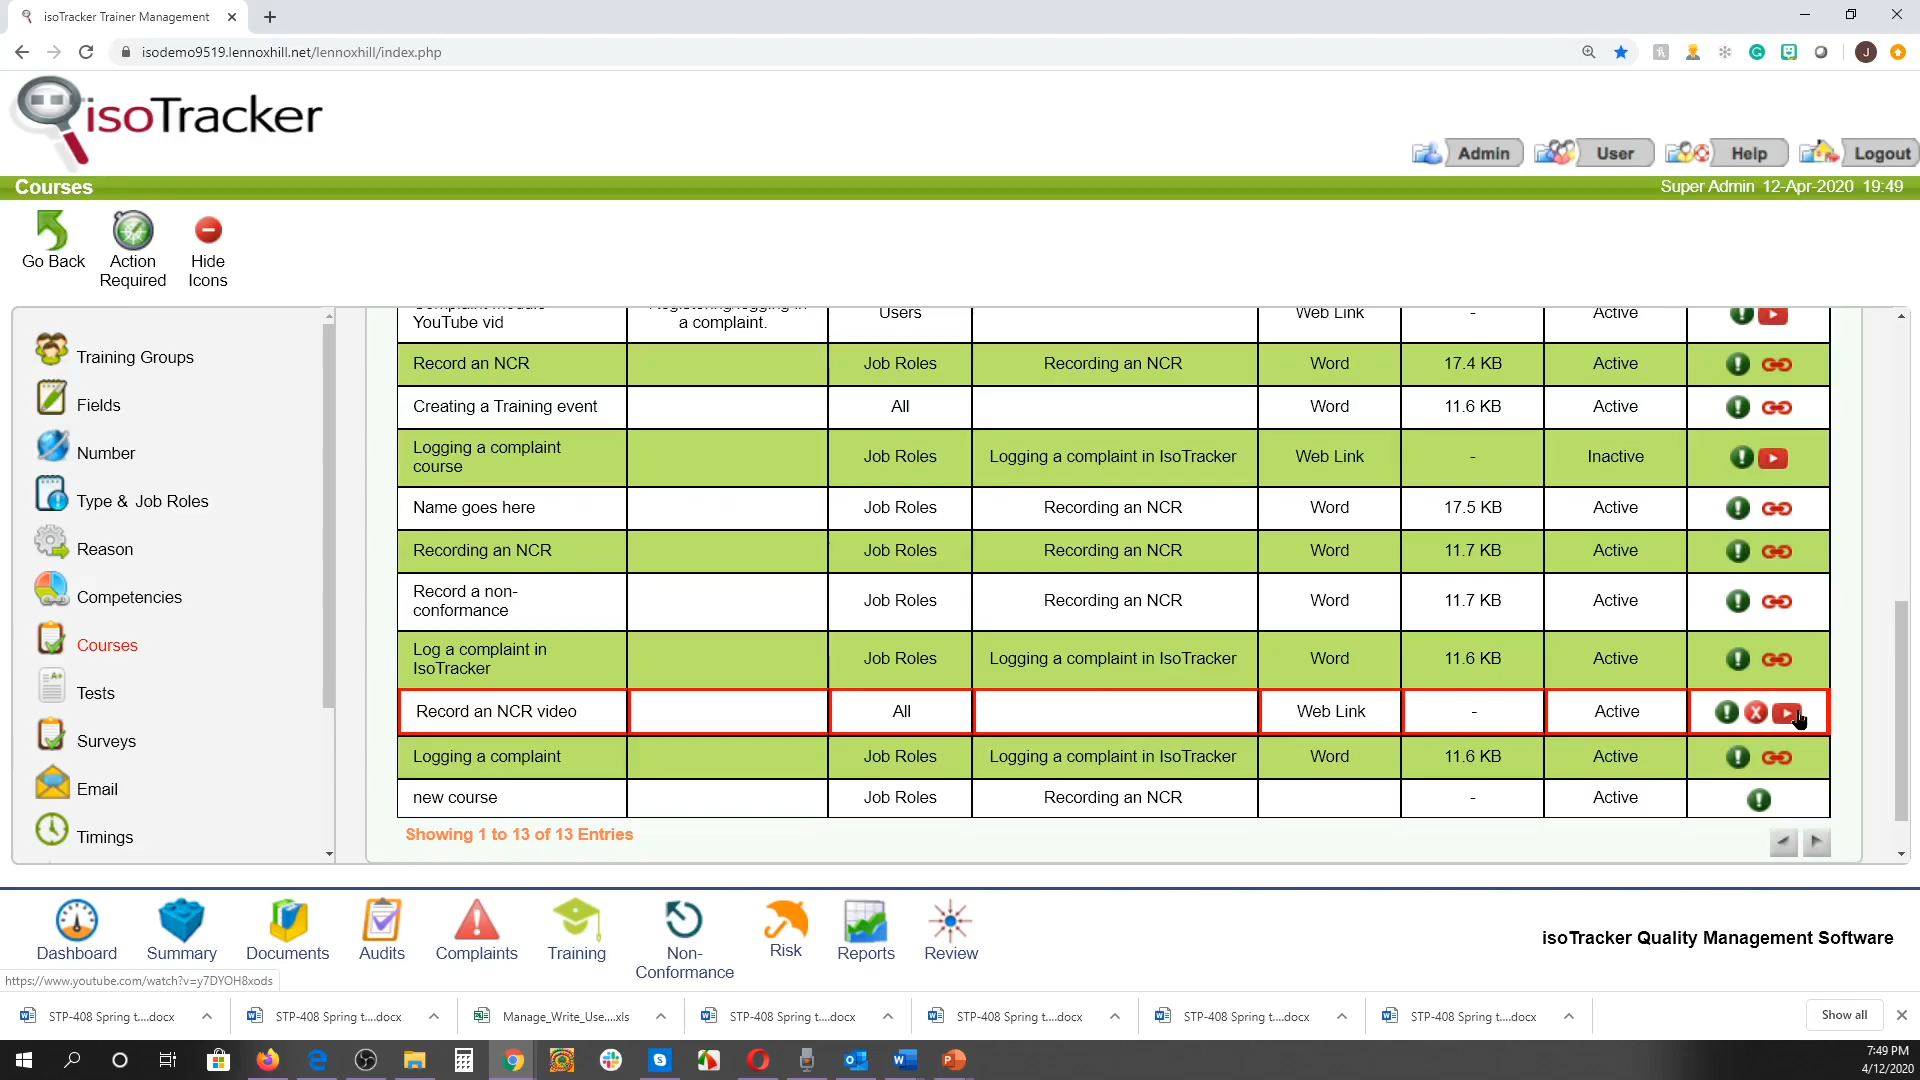 isoTracker Trainer Management
isodemo9519.lennoxhill.net/lennoxhill/index.php
J
isoTracker
Admin
User
Help
Logout
Courses
Super Admin 12-Apr-2020 19:49
Go Back
Action
Required
Hide
Icons
Training Groups
Fields
Number
Type & Job Roles
Reason
Competencies
Courses
Tests
Surveys
Email
Timings
YouTube vid
a complaint.
Users
Web Link
-
Active
Record an NCR
Job Roles
Recording an NCR
Word
17.4 KB
Active
Creating a Training event
All
Word
11.6 KB
Active
Logging a complaint
course
Job Roles
Logging a complaint in IsoTracker
Web Link
-
Inactive
Name goes here
Job Roles
Recording an NCR
Word
17.5 KB
Active
Recording an NCR
Job Roles
Recording an NCR
Word
11.7 KB
Active
Record a non-
conformance
Job Roles
Recording an NCR
Word
11.7 KB
Active
Log a complaint in
IsoTracker
Job Roles
Logging a complaint in IsoTracker
Word
11.6 KB
Active
Record an NCR video
All
Web Link
-
Active
Logging a complaint
Job Roles
Logging a complaint in IsoTracker
Word
11.6 KB
Active
new course
Job Roles
Recording an NCR
-
Active
Showing 1 to 13 of 13 Entries
Dashboard
Summary
Documents
Audits
Complaints
Training
Non-
Conformance
Risk
Reports
Review
isoTracker Quality Management Software
https://www.youtube.com/watch?v=y7DYOH8xods
STP-408 Spring t....docx
STP-408 Spring t....docx
Manage_Write_Use....xls
STP-408 Spring t....docx
STP-408 Spring t....docx
STP-408 Spring t....docx
STP-408 Spring t....docx
Show all
7:49 PM
4/12/2020